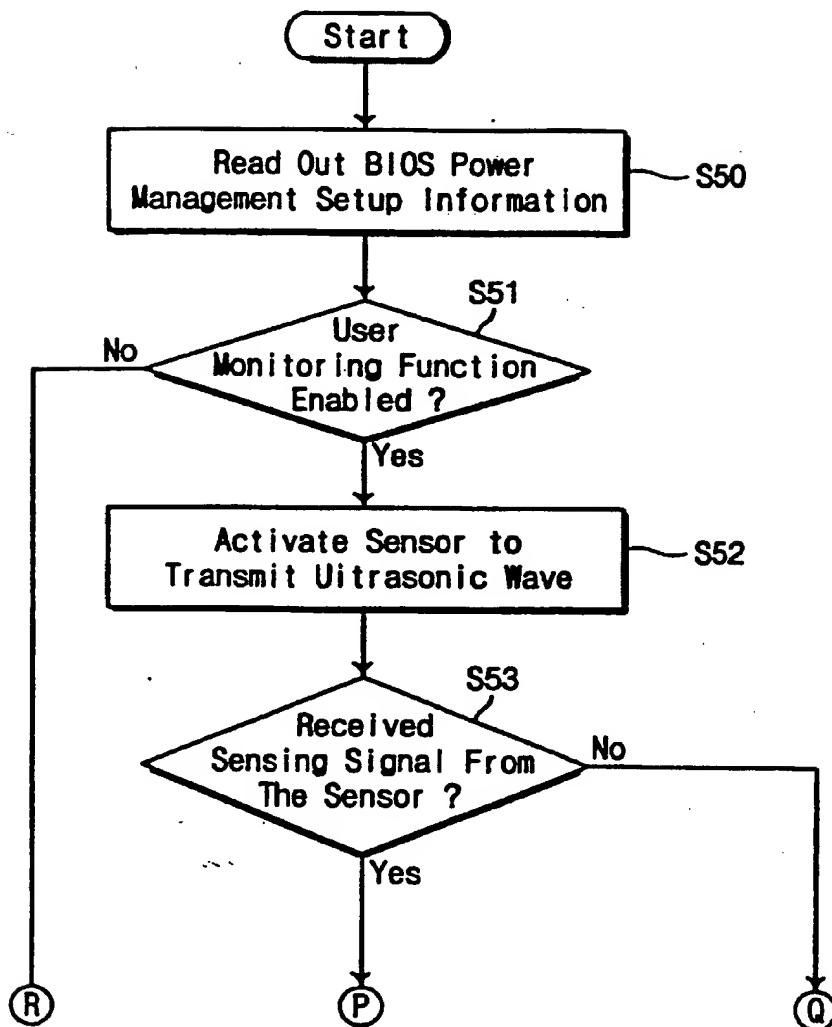 Start
Read Out BIOS Power
Management Setup Information
S50
S51
User
Monitoring Function
Enabled ?
No
Yes
Activate Sensor to
Transmit Uitrasonic Wave
S52
S53
Received
Sensing Signal From
The Sensor ?
No
Yes
R
P
Q